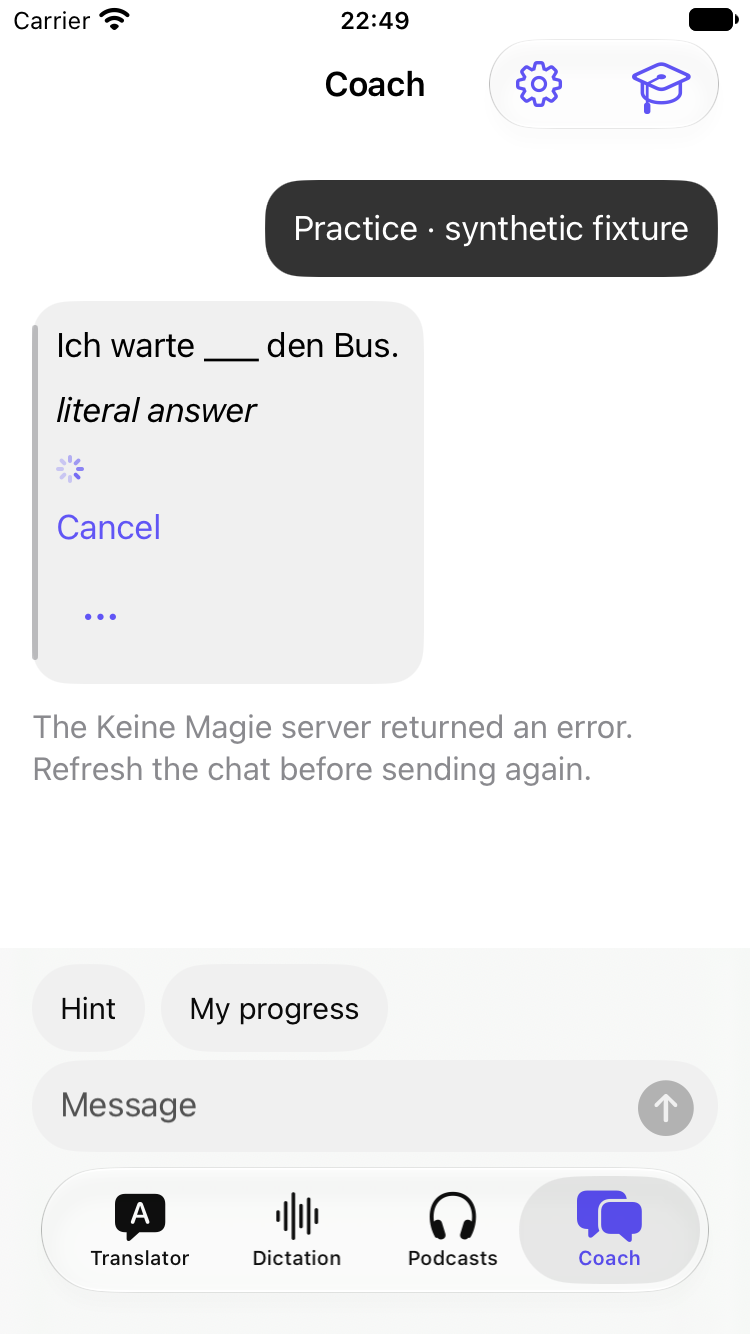 Carrier 22:49
Coach
Practice · synthetic fixture
Ich warte ___ den Bus.
literal answer
Cancel
...
The Keine Magie server returned an error.
Refresh the chat before sending again.
Hint My progress
Message
A
Translator Dictation Podcasts Coach